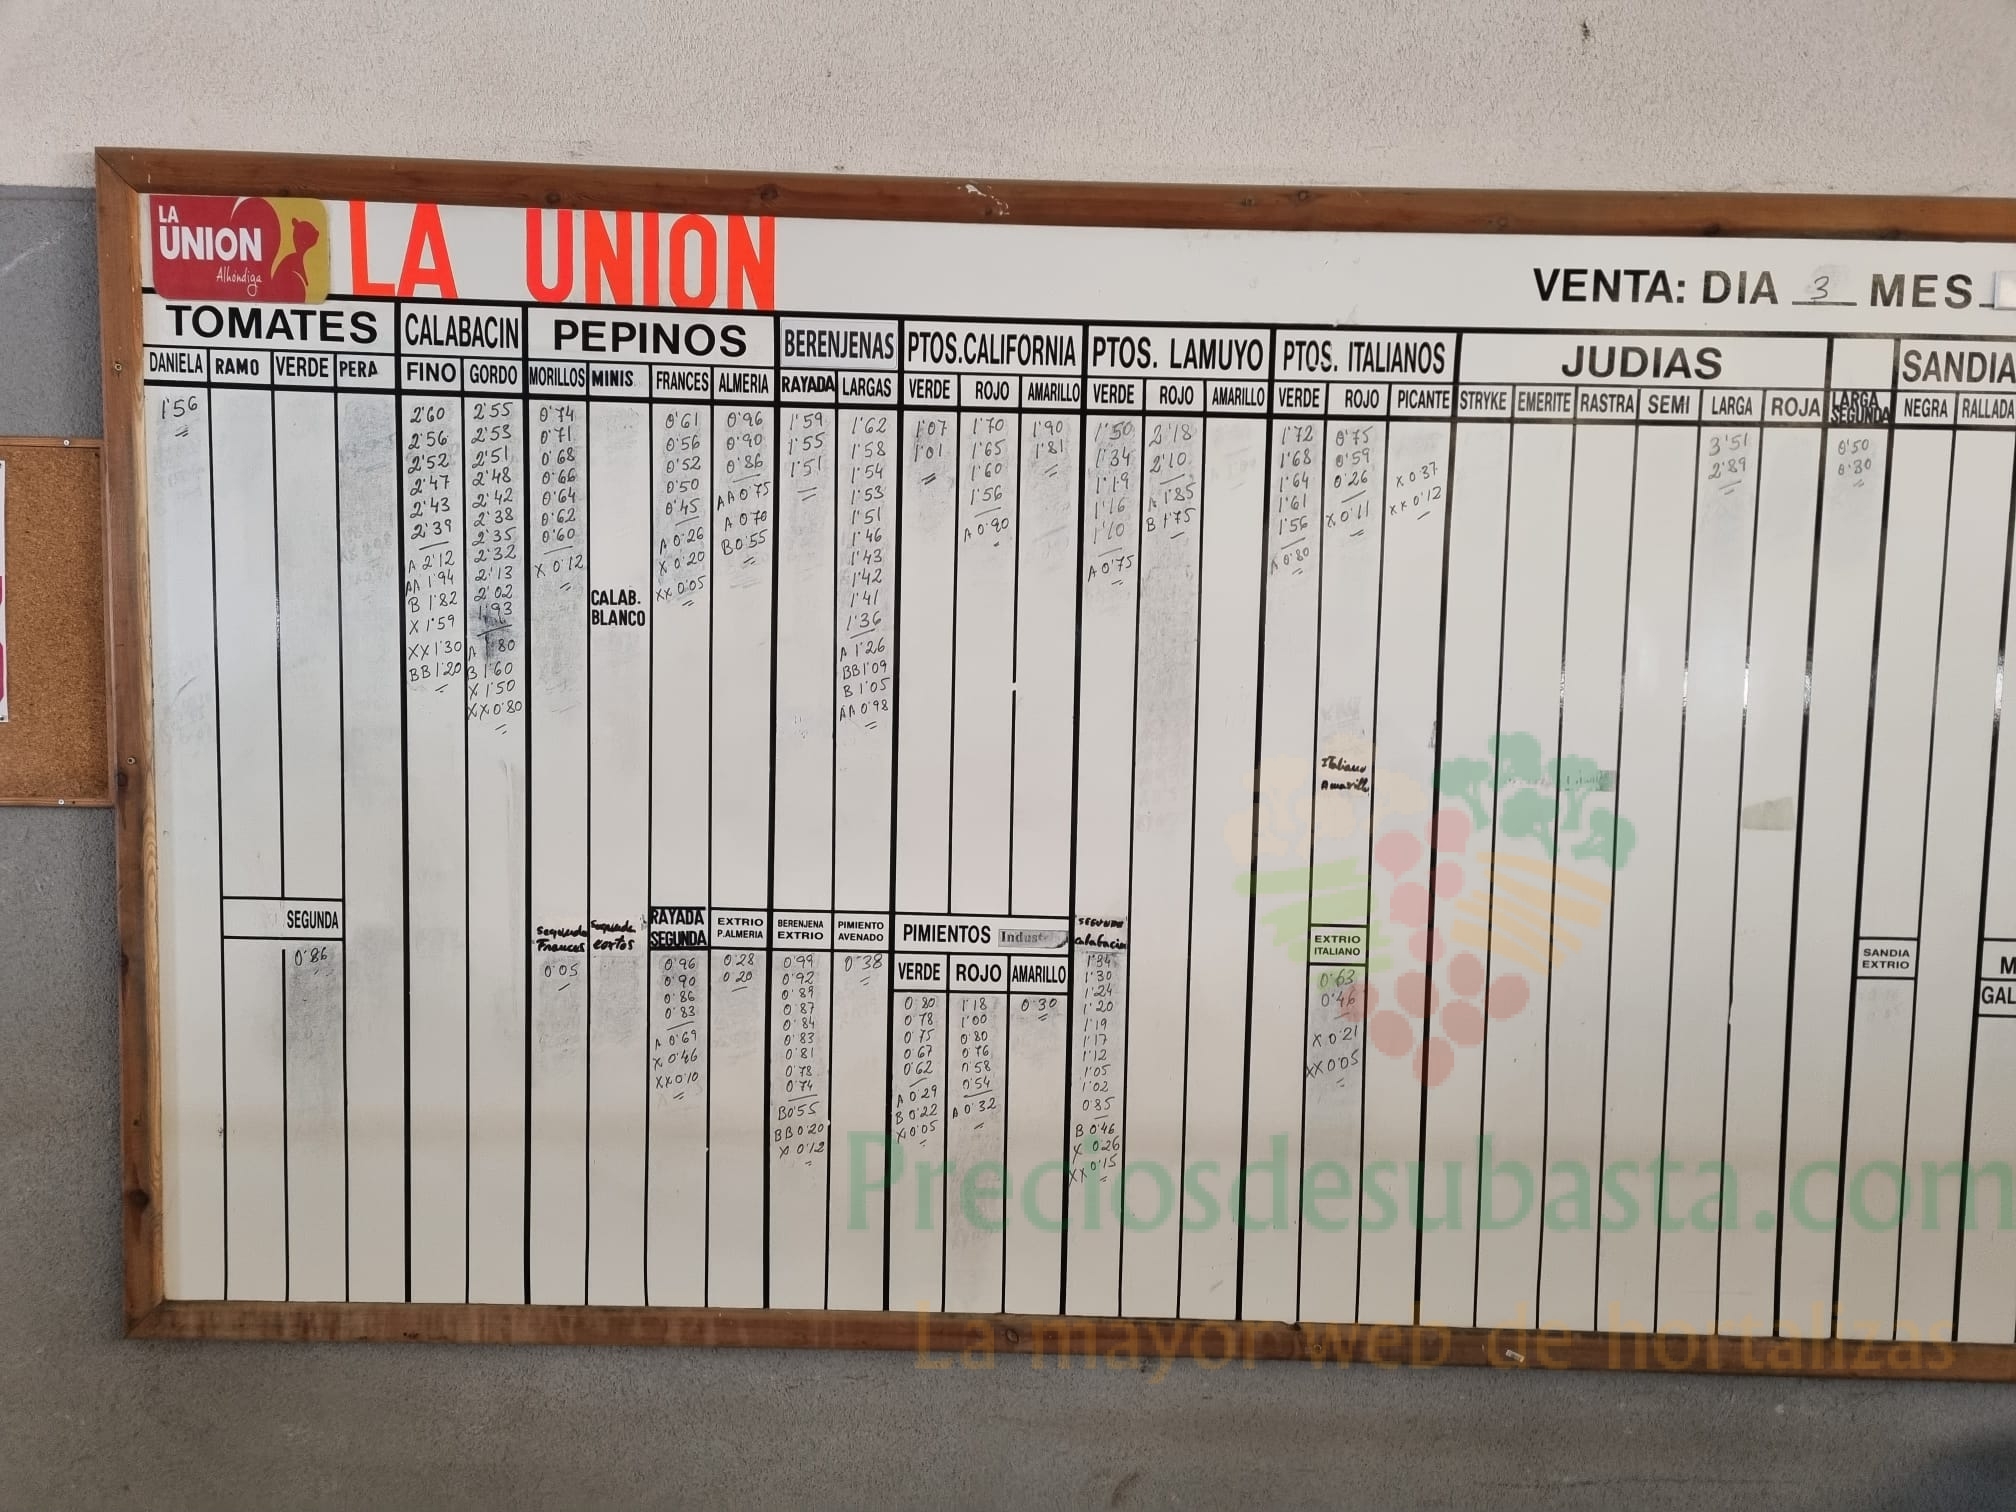 LA
UNION
Alhóndiga
LA UNION
VENTA: DIA 3 MES
TOMATES
DANELA RAMO VERDE PERA
1'56
SEGUNDA
0'86
CALABACIN
FINO
2'60
2'56
2'52
2'47
2'43
2'39
A 2'12
AA 1'94
B 1'82
X 1'59
XX 1'30
BB 1'20
GORDO
2'55
2'53
2'51
2'48
2'42
2'38
2'35
2'32
2'13
2'02
1'93
A 1'80
B 1'60
X 1'50
XX 0'80
PEPINOS
MORILLOS
0'74
0'71
0'68
0'66
0'64
0'62
0'60
X 0'12
Segunda
Frances
0'05
MINIS
CALAB.
BLANCO
Segunda
cortos
FRANCES
0'61
0'56
0'52
0'50
0'45
A 0'26
X 0'20
XX 0'05
RAYADA
SEGUNDA
0'96
0'90
0'86
0'83
A 0'69
X 0'46
XX 0'10
ALMERIA
0'96
0'90
0'86
AA 0'75
A 0'70
B 0'55
EXTRIO
P.ALMERIA
0'28
0'20
BERENJENAS
RAYADA
1'59
1'55
1'51
BERENJENA
EXTRIO
0'99
0'92
0'89
0'87
0'84
0'83
0'81
0'78
0'74
B 0'55
BB 0'20
X 0'12
LARGAS
1'62
1'58
1'54
1'53
1'51
1'46
1'43
1'42
1'41
1'36
A 1'26
BB 1'09
B 1'05
AA 0'98
PIMIENTO
AVENADO
0'38
PTOS.CALIFORNIA
VERDE
1'07
1'01
ROJO
1'70
1'65
1'60
1'56
A 0'90
AMARILLO
1'90
1'81
PIMIENTOS
VERDE
0'80
0'78
0'75
0'67
0'62
A 0'29
B 0'22
X 0'05
ROJO
1'18
1'00
0'80
0'76
0'58
0'54
A 0'32
AMARILLO
0'30
PTOS. LAMUYO
VERDE
1'50
1'34
1'19
1'16
1'10
A 0'75
Segunda
Calabacin
1'34
1'30
1'24
1'20
1'19
1'17
1'12
1'05
1'02
0'85
B 0'46
X 0'26
XX 0'15
ROJO
2'18
2'10
A 1'85
B 1'75
AMARILLO
PTOS. ITALIANOS
VERDE
1'72
1'68
1'64
1'61
1'56
A 0'80
ROJO
0'75
0'59
0'26
X 0'11
Italiano
Amarillo
EXTRIO
ITALIANO
0'63
0'46
X 0'21
XX 0'05
PICANTE
X 0'37
XX 0'12
JUDIAS
STRYKE EMERITE RASTRA SEMI LARGA ROJA
3'51
2'89
LARGA
SEGUNDA
0'50
0'30
SANDIA
EXTRIO
SANDIA
NEGRA RALLADA
GAL
Preciosdesubasta.com
La mayor web de hortalizas